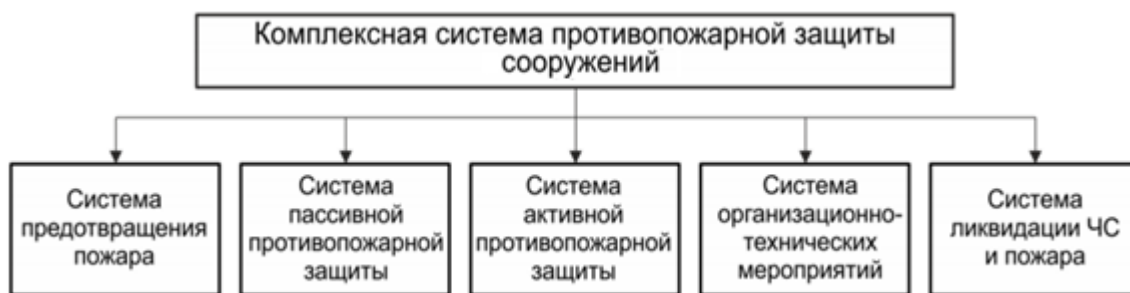 Комплексная система противопожарной защиты
сооружений
Система
предотвращения
пожара
Система
пассивной
противопожарной
защиты
Система
активной
противопожарной
защиты
Система
организационно-
технических
мероприятий
Система
ликвидации ЧС
и пожара